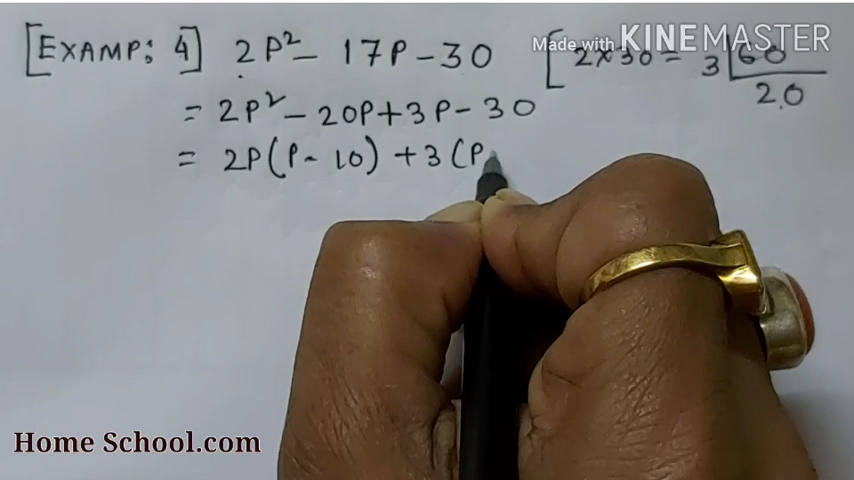 [EXAMP: 4] 2P² - 17P - 30 [2×30 = 3 60
Made with KINEMASTER
20
= 2P² - 20P + 3P - 30
= 2P(P - 10) + 3(P
Home School.com